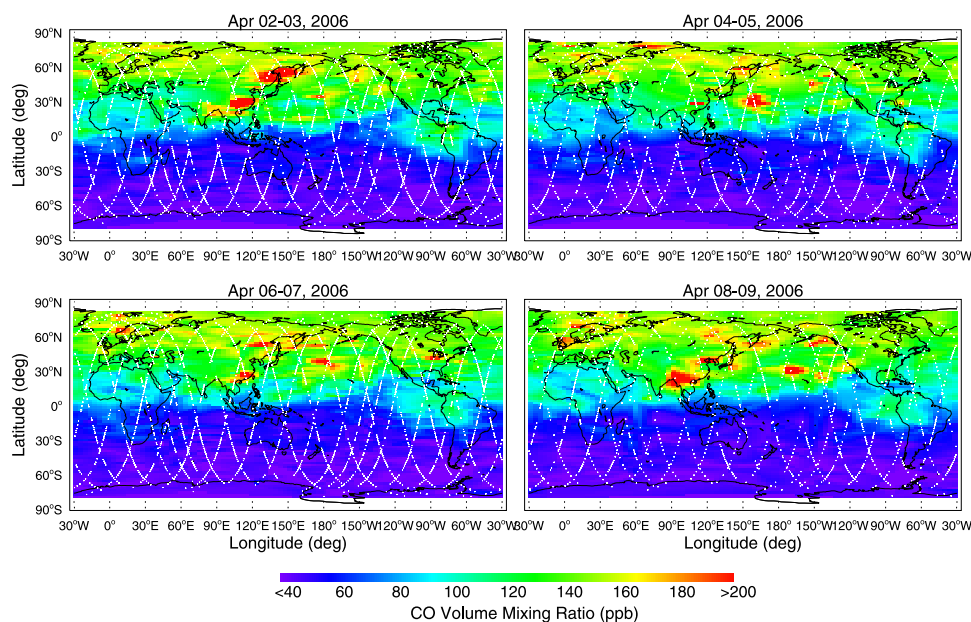 Apr 02-03, 2006
Apr 04-05, 2006
90°N
60°N
30°N
0°
30°S
60°S
90°S
Latitude (deg)
30°W 0° 30°E 60°E 90°E 120°E 150°E 180°W 150°W 120°W 90°W 60°W 30°W
30°W 0° 30°E 60°E 90°E 120°E 150°E 180°W 150°W 120°W 90°W 60°W 30°W
Apr 06-07, 2006
Apr 08-09, 2006
90°N
60°N
30°N
0°
30°S
60°S
90°S
Latitude (deg)
30°W 0° 30°E 60°E 90°E 120°E 150°E 180°W 150°W 120°W 90°W 60°W 30°W
30°W 0° 30°E 60°E 90°E 120°E 150°E 180°W 150°W 120°W 90°W 60°W 30°W
Longitude (deg)
Longitude (deg)
<40 60 80 100 120 140 160 180 >200
CO Volume Mixing Ratio (ppb)